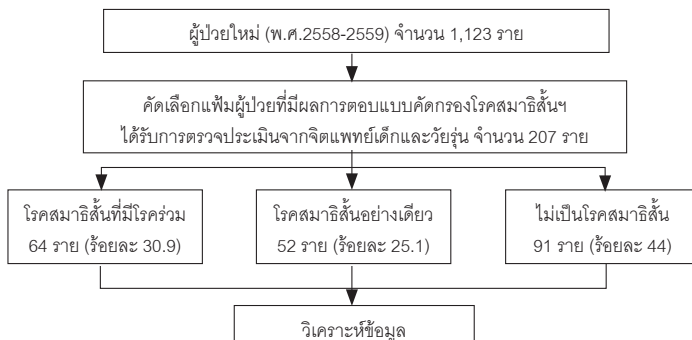 ผู้ป่วยใหม่ (พ.ศ.2558-2559) จำนวน 1,123 ราย
คัดเลือกแฟ้มผู้ป่วยที่มีผลการตอบแบบคัดกรองโรคสมาธิสั้นฯ
ได้รับการตรวจประเมินจากจิตแพทย์เด็กและวัยรุ่น จำนวน 207 ราย
โรคสมาธิสั้นที่มีโรคร่วม
64 ราย (ร้อยละ 30.9)
โรคสมาธิสั้นอย่างเดียว
52 ราย (ร้อยละ 25.1)
ไม่เป็นโรคสมาธิสั้น
91 ราย (ร้อยละ 44)
วิเคราะห์ข้อมูล